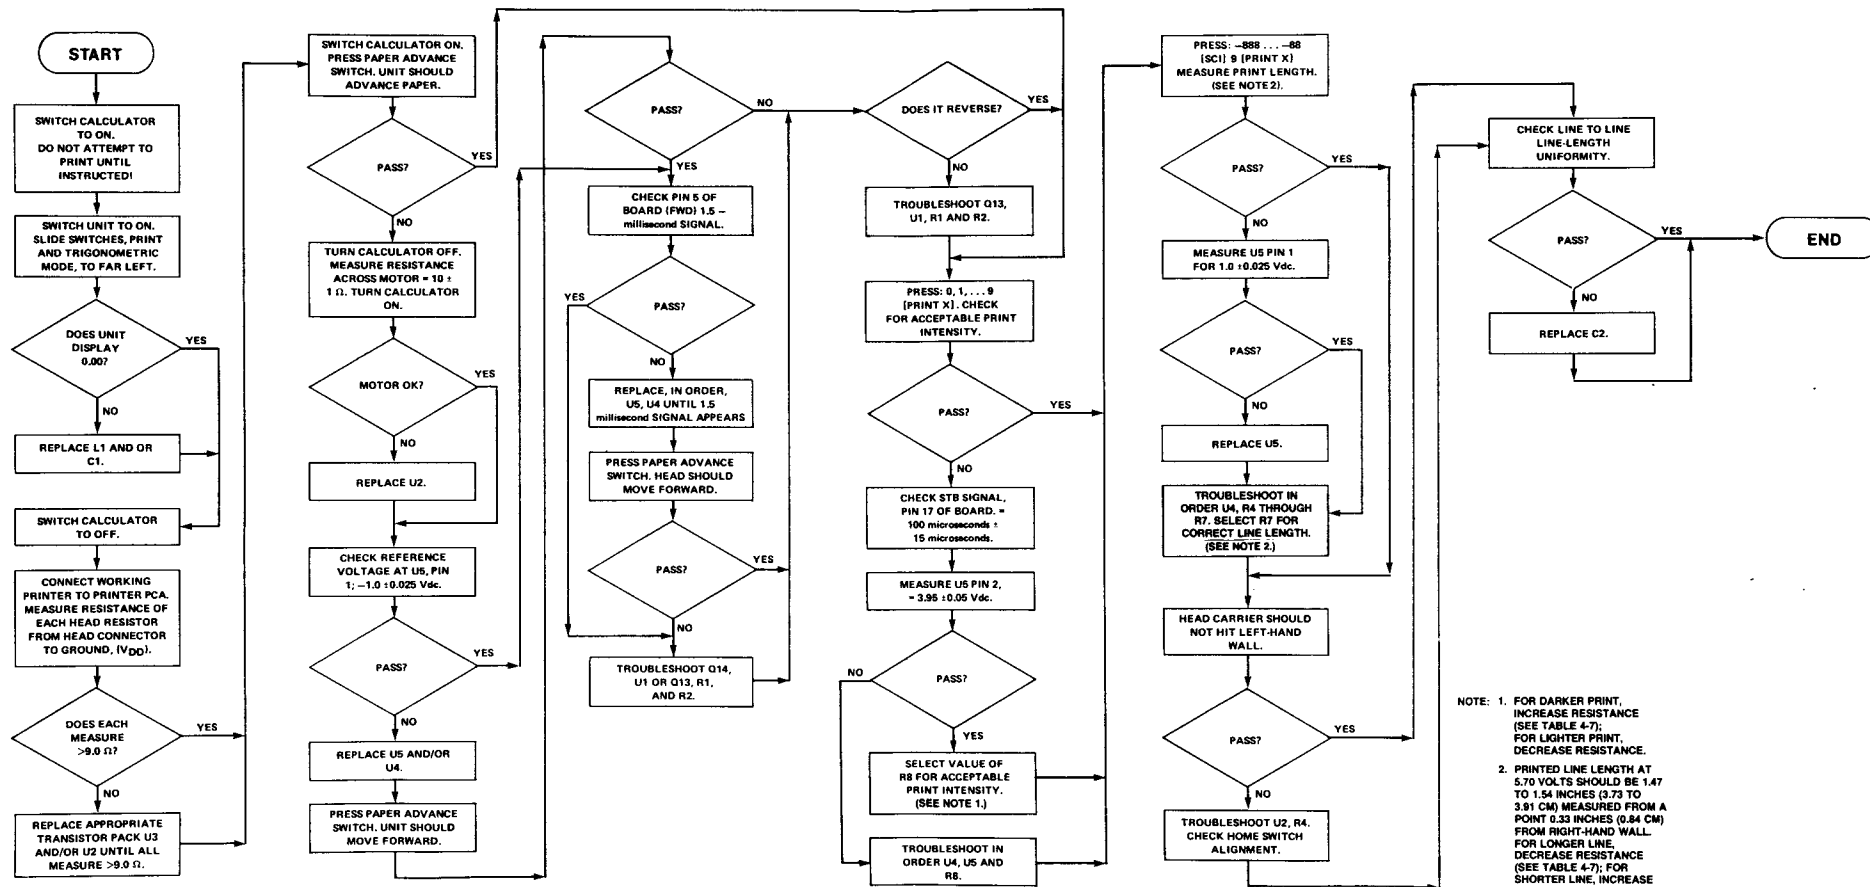 START
SWITCH CALCULATOR
TO ON.
DO NOT ATTEMPT TO
PRINT UNTIL
INSTRUCTED!
SWITCH UNIT TO ON.
SLIDE SWITCHES, PRINT
AND TRIGONOMETRIC
MODE, TO FAR LEFT.
DOES UNIT
DISPLAY
0.00?
YES
NO
REPLACE L1 AND OR
C1.
SWITCH CALCULATOR
TO OFF.
CONNECT WORKING
PRINTER TO PRINTER PCA.
MEASURE RESISTANCE OF
EACH HEAD RESISTOR
FROM HEAD CONNECTOR
TO GROUND, (VDD).
DOES EACH
MEASURE
>9.0 Ω?
YES
NO
REPLACE APPROPRIATE
TRANSISTOR PACK U3
AND/OR U2 UNTIL ALL
MEASURE >9.0 Ω.
SWITCH CALCULATOR ON.
PRESS PAPER ADVANCE
SWITCH. UNIT SHOULD
ADVANCE PAPER.
PASS?
YES
NO
TURN CALCULATOR OFF.
MEASURE RESISTANCE
ACROSS MOTOR = 10 ±
1 Ω. TURN CALCULATOR
ON.
MOTOR OK?
YES
NO
REPLACE U2.
CHECK REFERENCE
VOLTAGE AT U5, PIN
1; –1.0 ±0.025 Vdc.
PASS?
YES
NO
REPLACE U5 AND/OR
U4.
PRESS PAPER ADVANCE
SWITCH. UNIT SHOULD
MOVE FORWARD.
PASS?
NO
YES
CHECK PIN 5 OF
BOARD (FWD) 1.5 –
millisecond SIGNAL.
PASS?
YES
NO
REPLACE, IN ORDER,
U5, U4 UNTIL 1.5
millisecond SIGNAL APPEARS
PRESS PAPER ADVANCE
SWITCH. HEAD SHOULD
MOVE FORWARD.
PASS?
YES
NO
TROUBLESHOOT Q14,
U1 OR Q13, R1,
AND R2.
DOES IT REVERSE?
YES
NO
TROUBLESHOOT Q13,
U1, R1 AND R2.
PRESS: 0, 1, . . . 9
[PRINT X]. CHECK
FOR ACCEPTABLE PRINT
INTENSITY.
PASS?
YES
NO
CHECK STB SIGNAL,
PIN 17 OF BOARD. =
100 microseconds ±
15 microseconds.
MEASURE U5 PIN 2,
= 3.95 ±0.05 Vdc.
PASS?
NO
YES
SELECT VALUE OF
R8 FOR ACCEPTABLE
PRINT INTENSITY.
(SEE NOTE 1.)
TROUBLESHOOT IN
ORDER U4, U5 AND
R8.
PRESS: –888 . . . –88
[SCI] 9 [PRINT X]
MEASURE PRINT LENGTH.
(SEE NOTE 2).
PASS?
YES
NO
MEASURE U5 PIN 1
FOR 1.0 ±0.025 Vdc.
PASS?
YES
NO
REPLACE U5.
TROUBLESHOOT IN
ORDER U4, R4 THROUGH
R7. SELECT R7 FOR
CORRECT LINE LENGTH.
(SEE NOTE 2.)
HEAD CARRIER SHOULD
NOT HIT LEFT-HAND
WALL.
PASS?
YES
NO
TROUBLESHOOT U2, R4.
CHECK HOME SWITCH
ALIGNMENT.
CHECK LINE TO LINE
LINE-LENGTH
UNIFORMITY.
PASS?
YES
NO
REPLACE C2.
END
NOTE: 1. FOR DARKER PRINT,
INCREASE RESISTANCE
(SEE TABLE 4-7);
FOR LIGHTER PRINT,
DECREASE RESISTANCE.
2. PRINTED LINE LENGTH AT
5.70 VOLTS SHOULD BE 1.47
TO 1.54 INCHES (3.73 TO
3.91 CM) MEASURED FROM A
POINT 0.33 INCHES (0.84 CM)
FROM RIGHT-HAND WALL.
FOR LONGER LINE,
DECREASE RESISTANCE
(SEE TABLE 4-7); FOR
SHORTER LINE, INCREASE